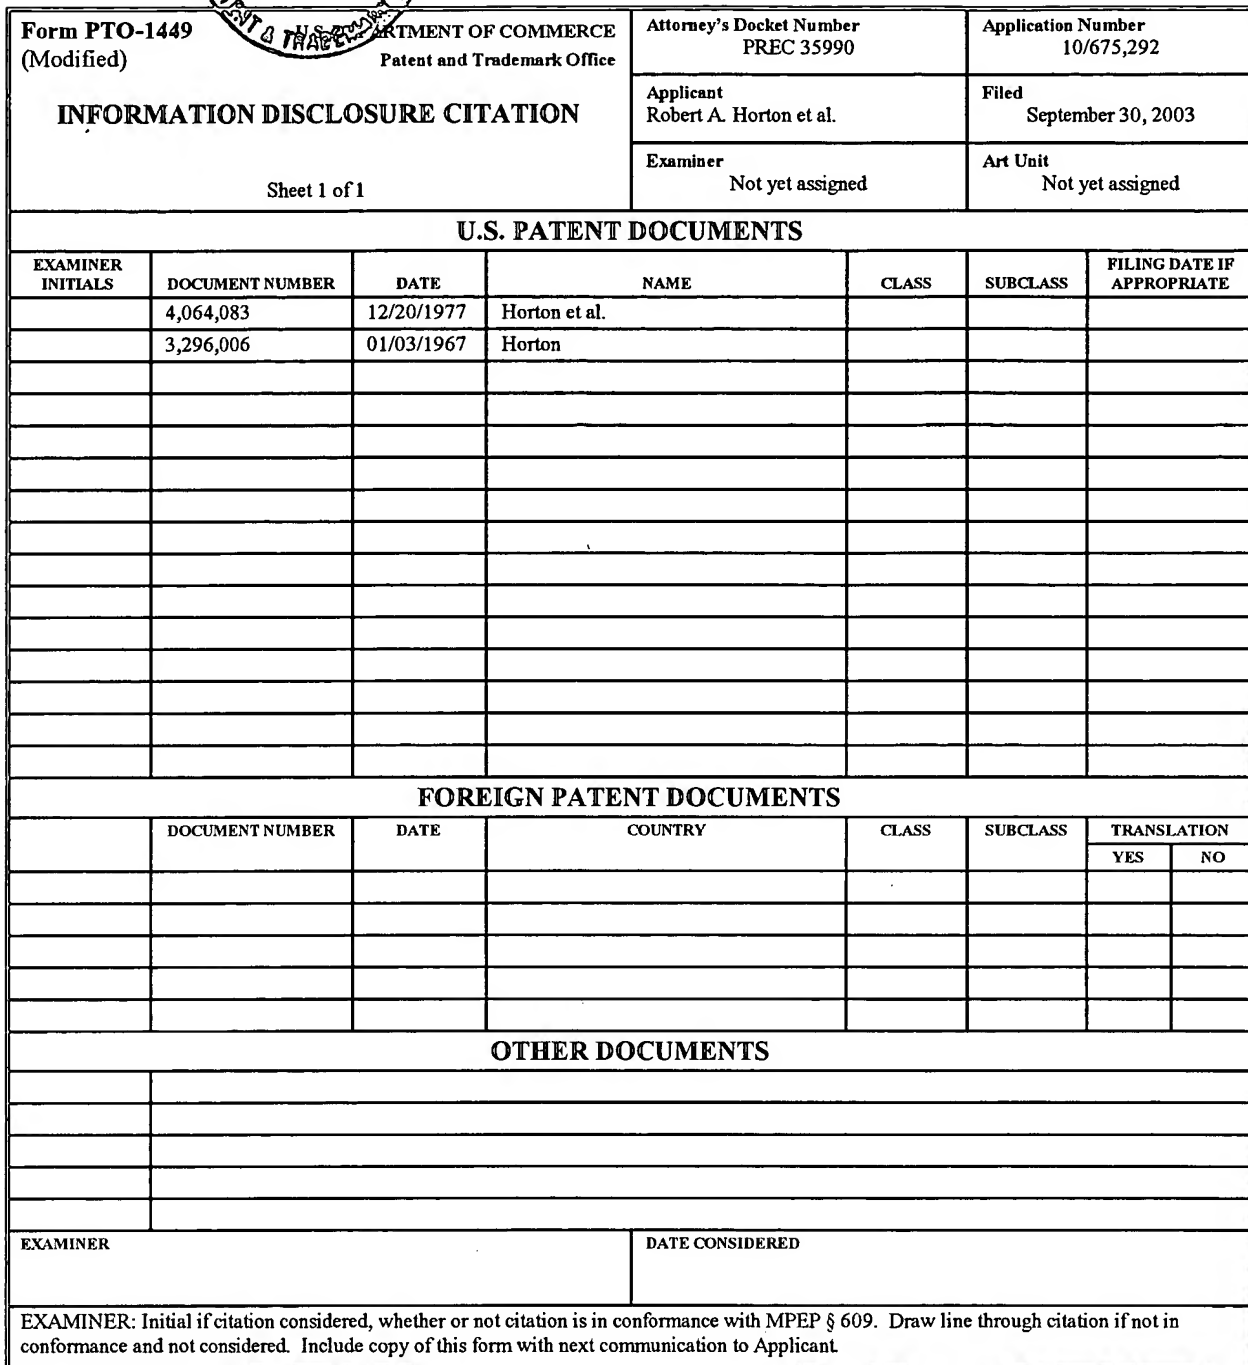 Form PTO-1449
(Modified)
DEPARTMENT OF COMMERCE
Patent and Trademark Office
INFORMATION DISCLOSURE CITATION
Sheet 1 of 1
Attorney's Docket Number
PREC 35990
Application Number
10/675,292
Applicant
Robert A. Horton et al.
Filed
September 30, 2003
Examiner
Not yet assigned
Art Unit
Not yet assigned
U.S. PATENT DOCUMENTS
EXAMINER INITIALS DOCUMENT NUMBER DATE NAME CLASS SUBCLASS FILING DATE IF APPROPRIATE
4,064,083 12/20/1977 Horton et al.
3,296,006 01/03/1967 Horton
FOREIGN PATENT DOCUMENTS
DOCUMENT NUMBER DATE COUNTRY CLASS SUBCLASS TRANSLATION
YES NO
OTHER DOCUMENTS
EXAMINER DATE CONSIDERED
EXAMINER: Initial if citation considered, whether or not citation is in conformance with MPEP § 609. Draw line through citation if not in
conformance and not considered. Include copy of this form with next communication to Applicant.